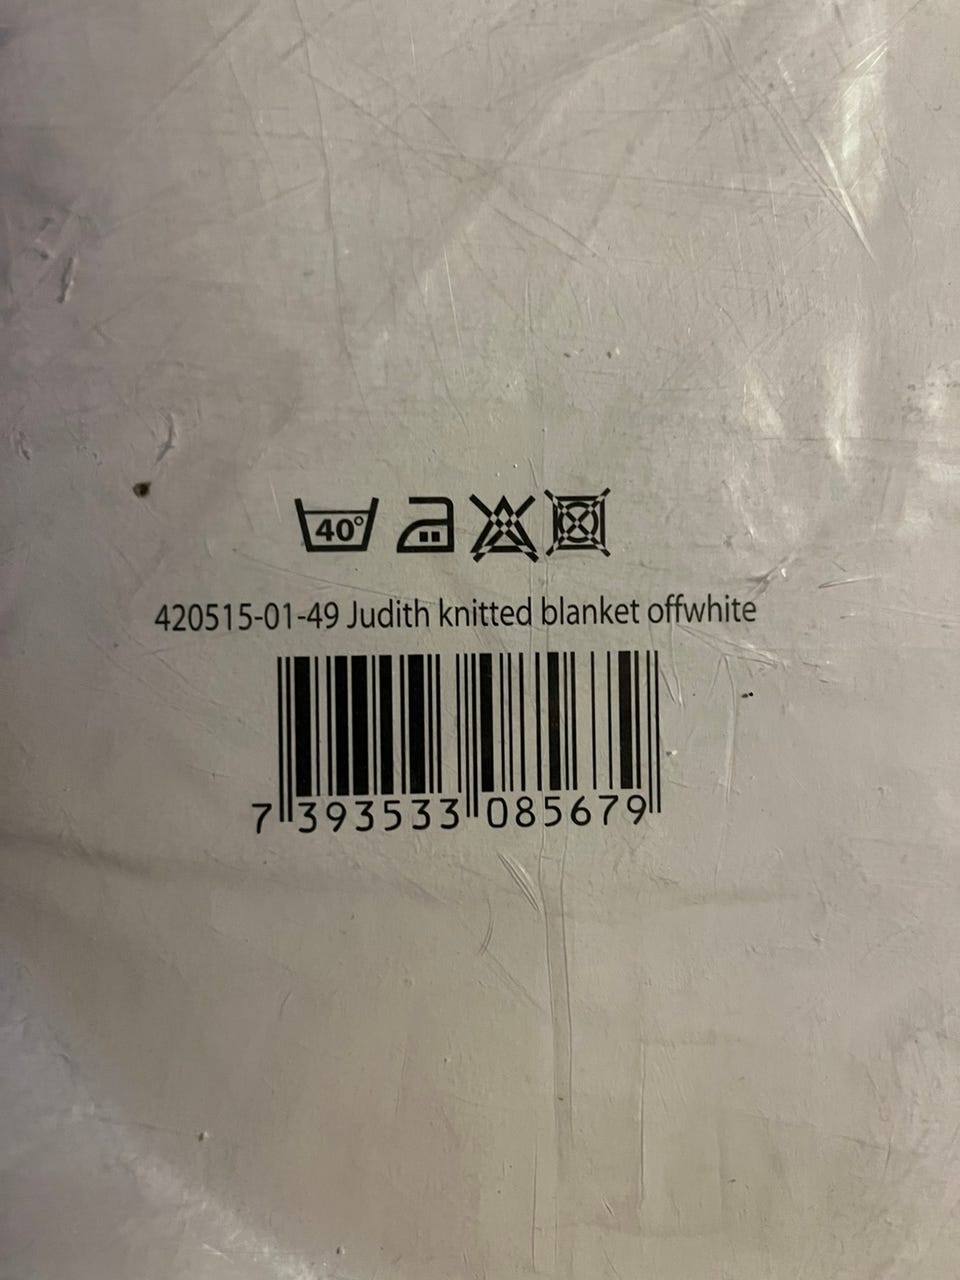 40°
420515-01-49 Judith knitted blanket offwhite
7 393533 085679